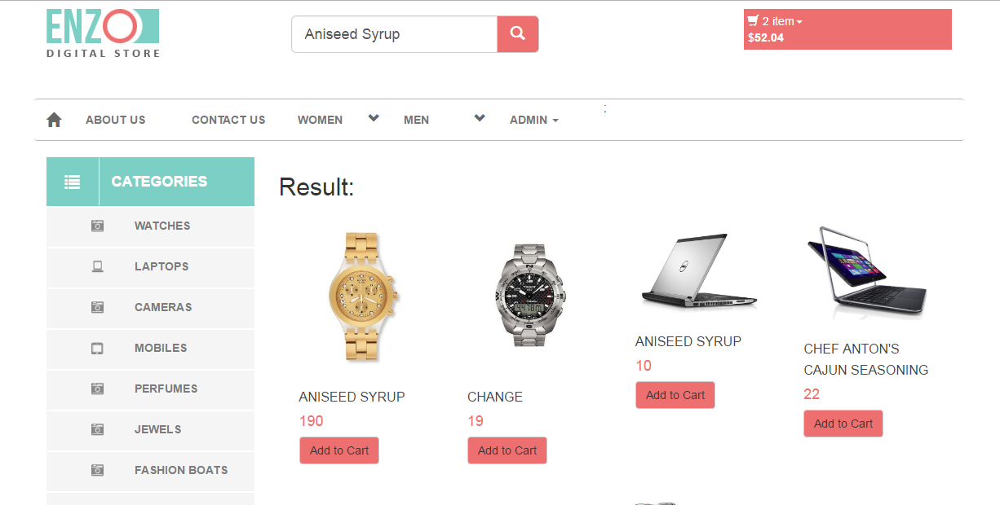 ENZO
DIGITAL STORE
Aniseed Syrup
2 item
$52.04
ABOUT US
CONTACT US
WOMEN
MEN
ADMIN
;
CATEGORIES
WATCHES
LAPTOPS
CAMERAS
MOBILES
PERFUMES
JEWELS
FASHION BOATS
Result:
ANISEED SYRUP
190
Add to Cart
CHANGE
19
Add to Cart
ANISEED SYRUP
10
Add to Cart
CHEF ANTON'S
CAJUN SEASONING
22
Add to Cart